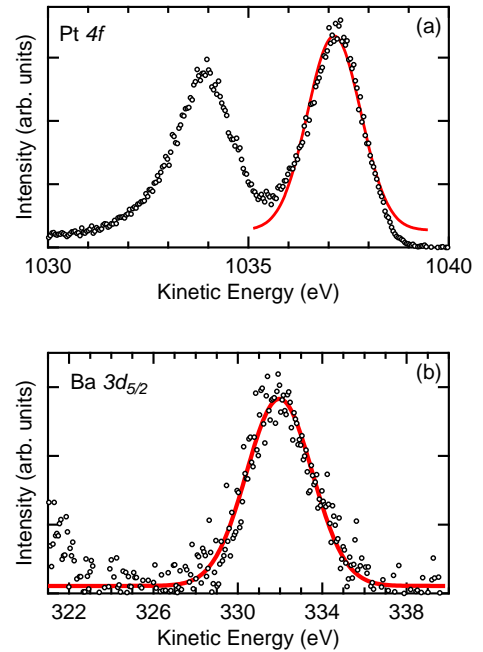 Pt 4f
(a)
Intensity (arb. units)
1030
1035
1040
Kinetic Energy (eV)
Ba 3d5/2
(b)
Intensity (arb. units)
322
326
330
334
338
Kinetic Energy (eV)